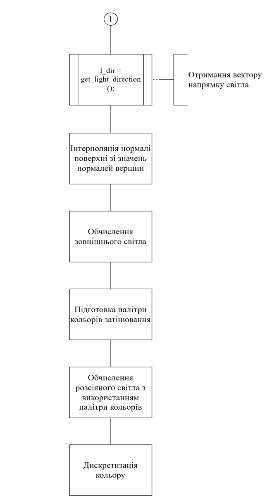 1
l_dir =
get_light_direction
();
Отримання вектору
напрямку світла
Інтерполяція нормалі
поверхні зі значень
нормалей вершин
Обчислення
зовнішнього світла
Підготовка палітри
кольорів затінювання
Обчислення
розсіяного світла з
використанням
палітри кольорів
Дискретизація
кольору